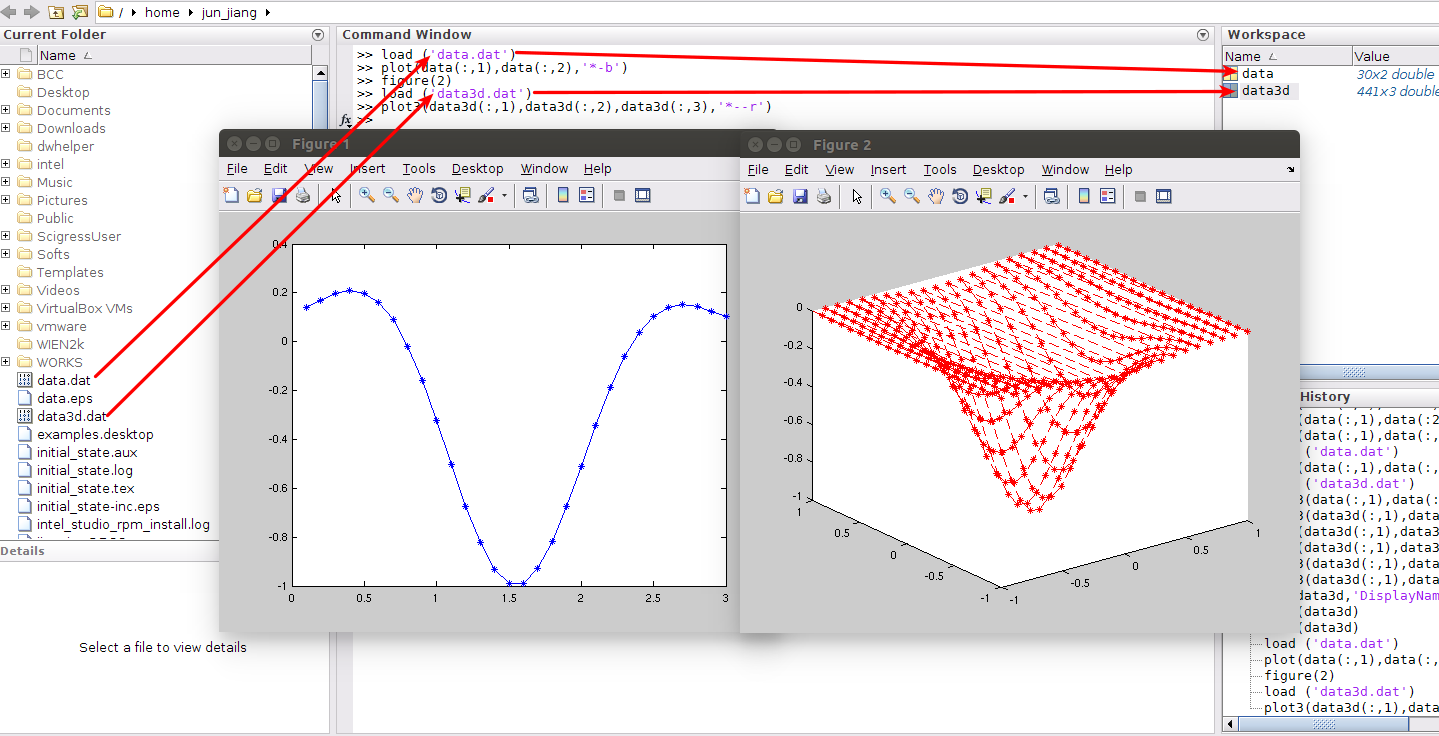 / ▸ home ▸ jun_jiang ▸
Current Folder
Name
BCC
Desktop
Documents
Downloads
dwhelper
intel
Music
Pictures
Public
ScigressUser
Softs
Templates
Videos
VirtualBox VMs
vmware
WIEN2k
WORKS
data.dat
data.eps
data3d.dat
examples.desktop
initial_state.aux
initial_state.log
initial_state.tex
initial_state-inc.eps
intel_studio_rpm_install.log
Details
Select a file to view details
Command Window
>> load ('data.dat')
>> plot(data(:,1),data(:,2),'*-b')
>> figure(2)
>> load ('data3d.dat')
>> plot3(data3d(:,1),data3d(:,2),data3d(:,3),'*--r')
fx >>
Figure 1
File Edit View Insert Tools Desktop Window Help
0.4
0.2
0
-0.2
-0.4
-0.6
-0.8
-1
0 0.5 1 1.5 2 2.5 3
Figure 2
File Edit View Insert Tools Desktop Window Help
0
-0.2
-0.4
-0.6
-0.8
-1
1
0.5
0
-0.5
-1
-1
-0.5
0
0.5
1
Workspace
Name Value
data 30x2 double
data3d 441x3 double
History
(data(:,1),data(:2
(data(:,1),data(:,
('data.dat')
(data(:,1),data(:,
('data3d.dat')
3(data(:,1),data(:,
3(data3d(:,1),data
(data3d(:,1),data3
(data3d(:,1),data3
3(data3d(:,1),data
3(data3d(:,1),data
data3d,'DisplayNam
(data3d)
(data3d)
load ('data.dat')
plot(data(:,1),data(:,
figure(2)
load ('data3d.dat')
plot3(data3d(:,1),data